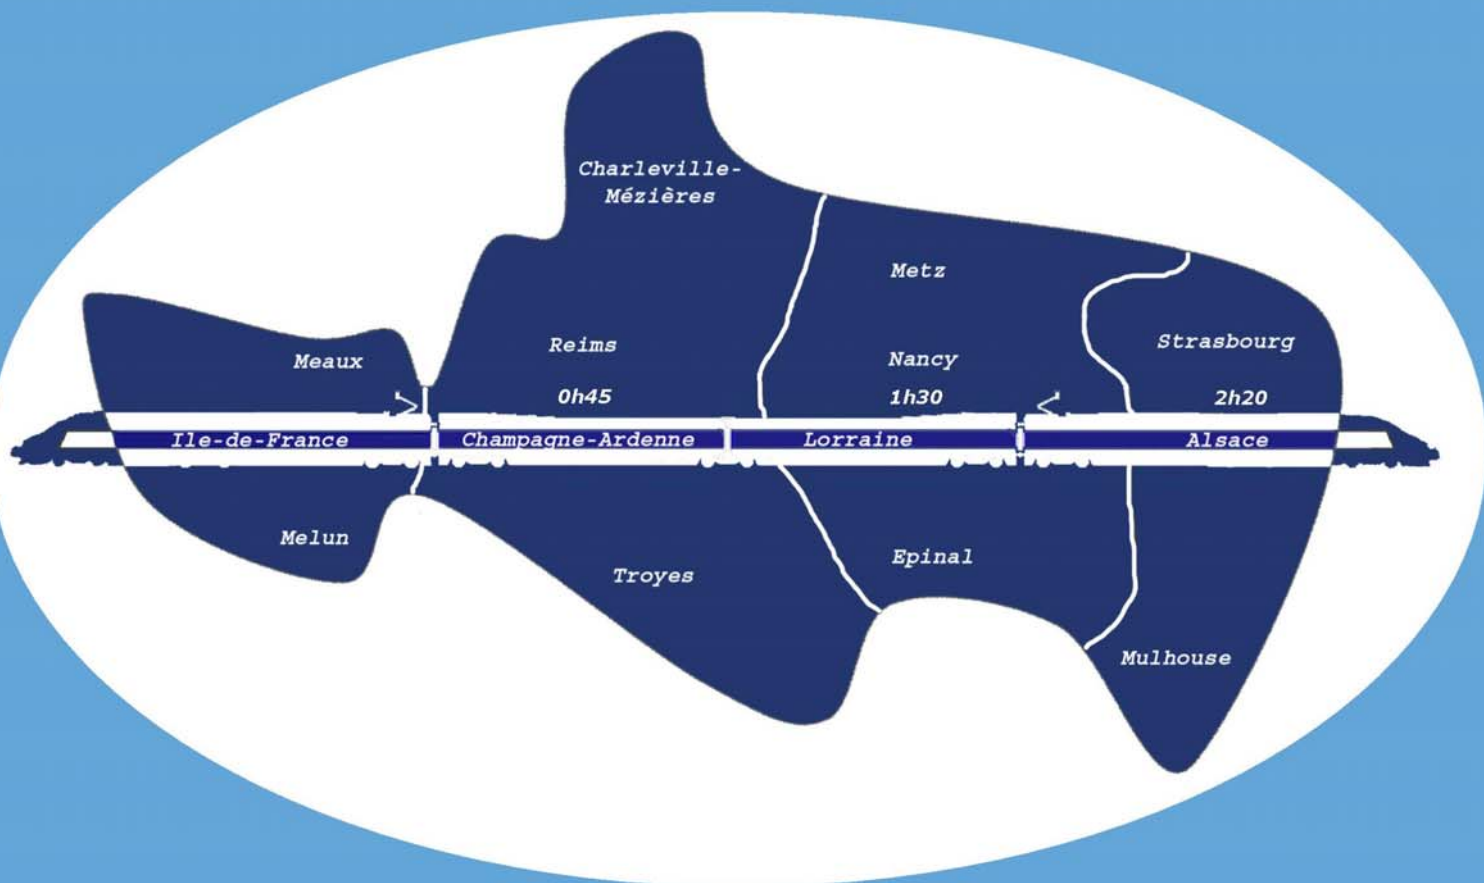 Charleville-
Mézières
Metz
Strasbourg
Reims
Nancy
Meaux
0h45
1h30
2h20
Ile-de-France
Champagne-Ardenne
Lorraine
Alsace
Melun
Epinal
Troyes
Mulhouse